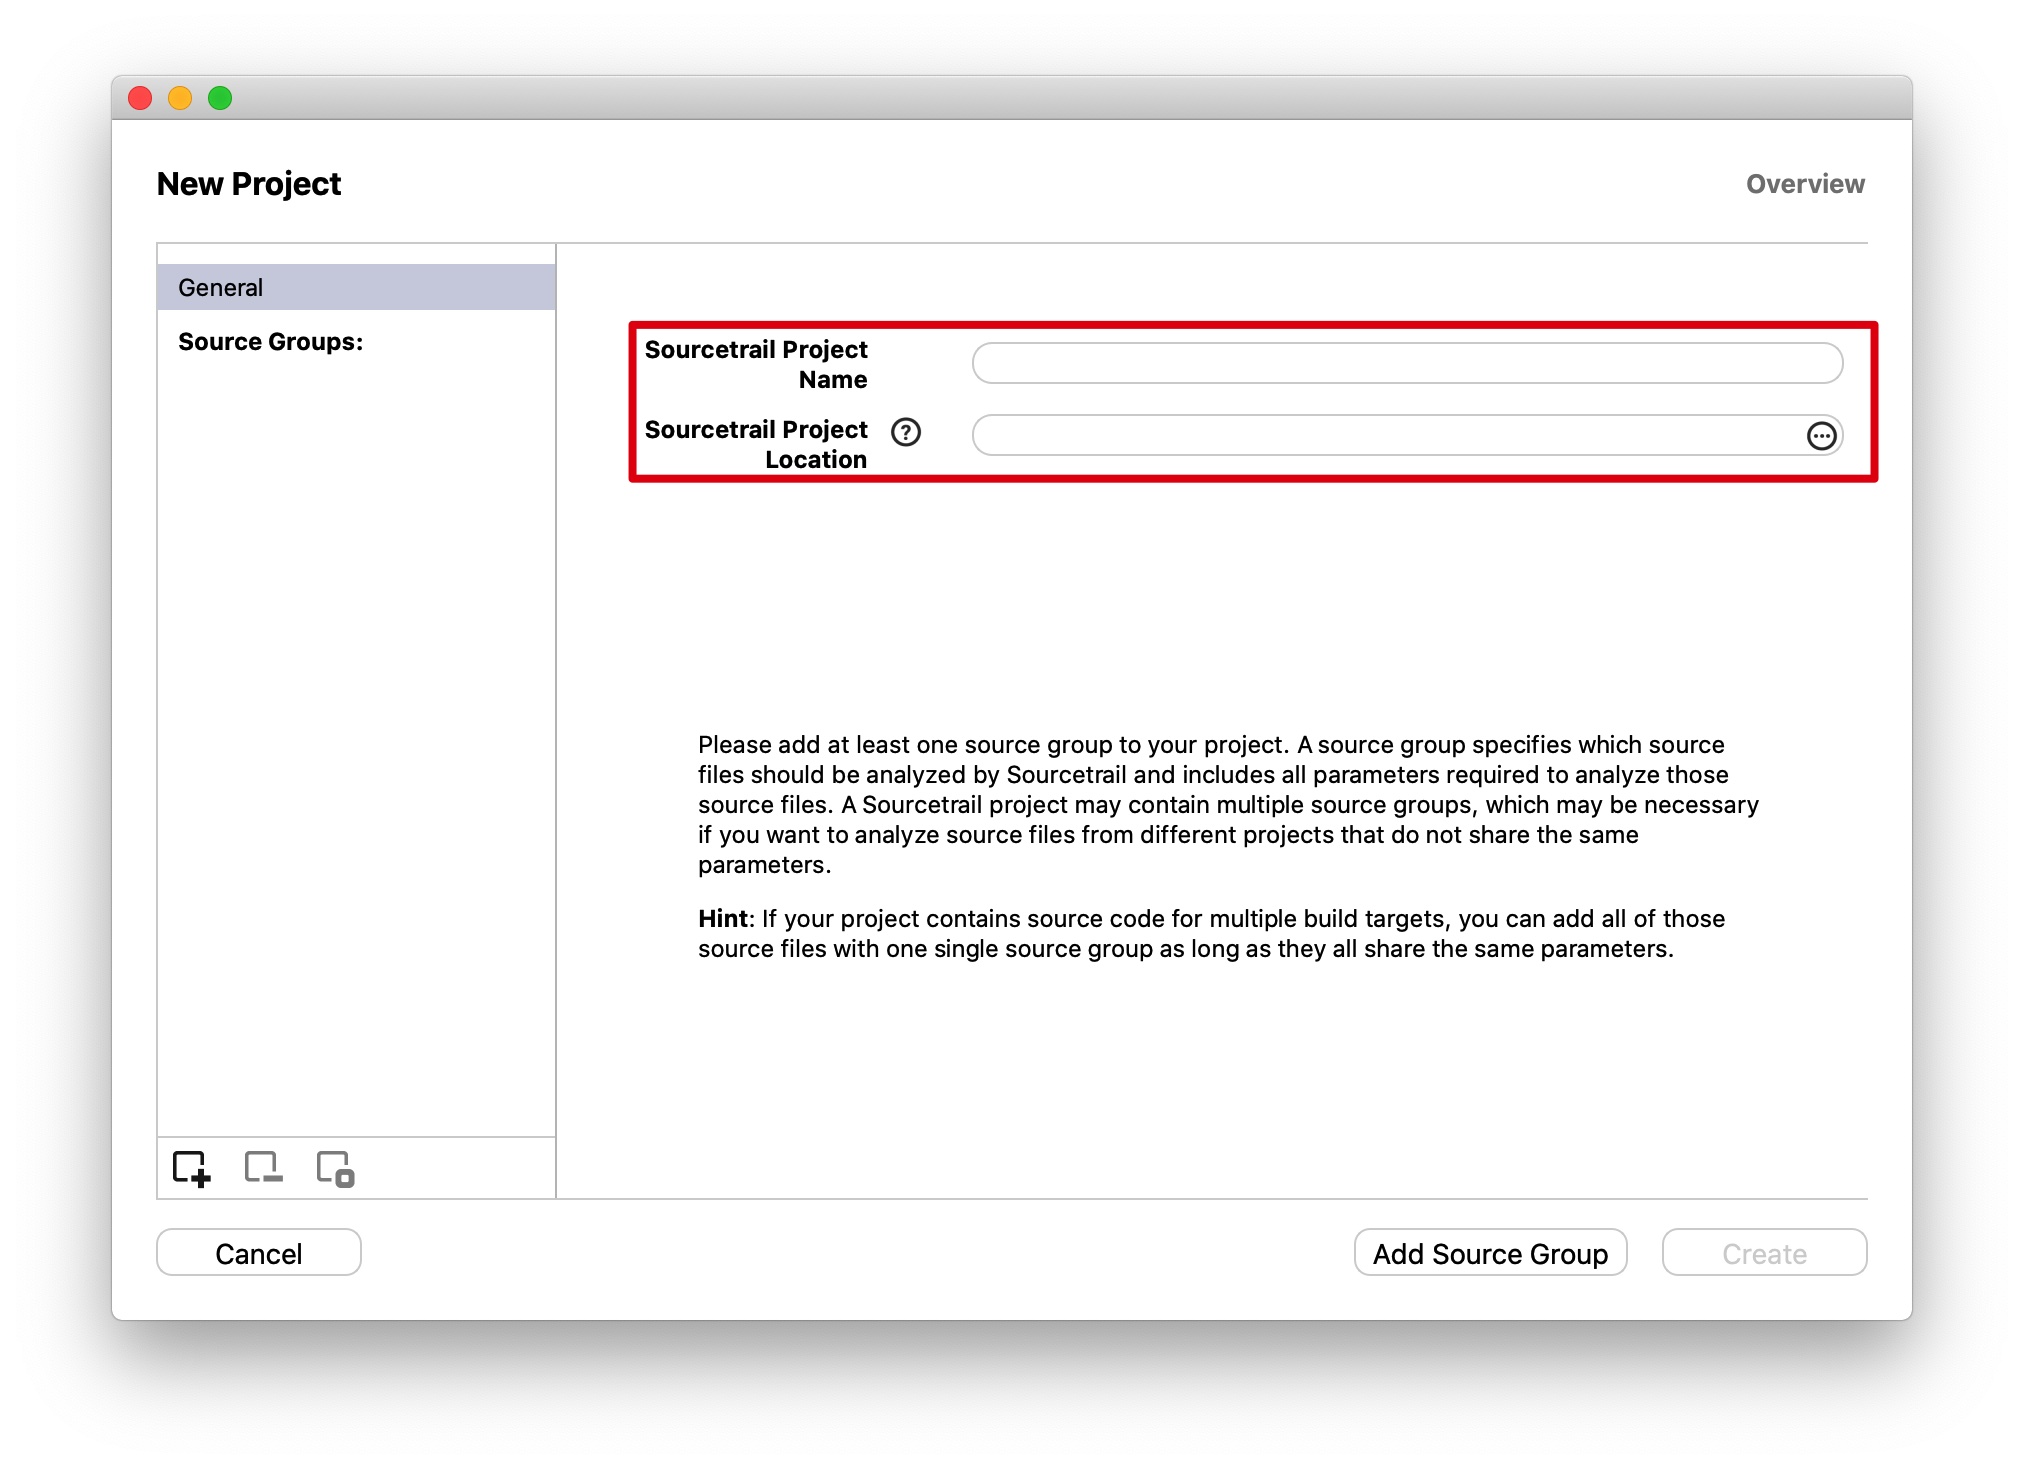 New Project
Overview
General
Source Groups:
Sourcetrail Project
Name
Sourcetrail Project
Location
Please add at least one source group to your project. A source group specifies which source
files should be analyzed by Sourcetrail and includes all parameters required to analyze those
source files. A Sourcetrail project may contain multiple source groups, which may be necessary
if you want to analyze source files from different projects that do not share the same
parameters.
Hint: If your project contains source code for multiple build targets, you can add all of those
source files with one single source group as long as they all share the same parameters.
Cancel
Add Source Group
Create